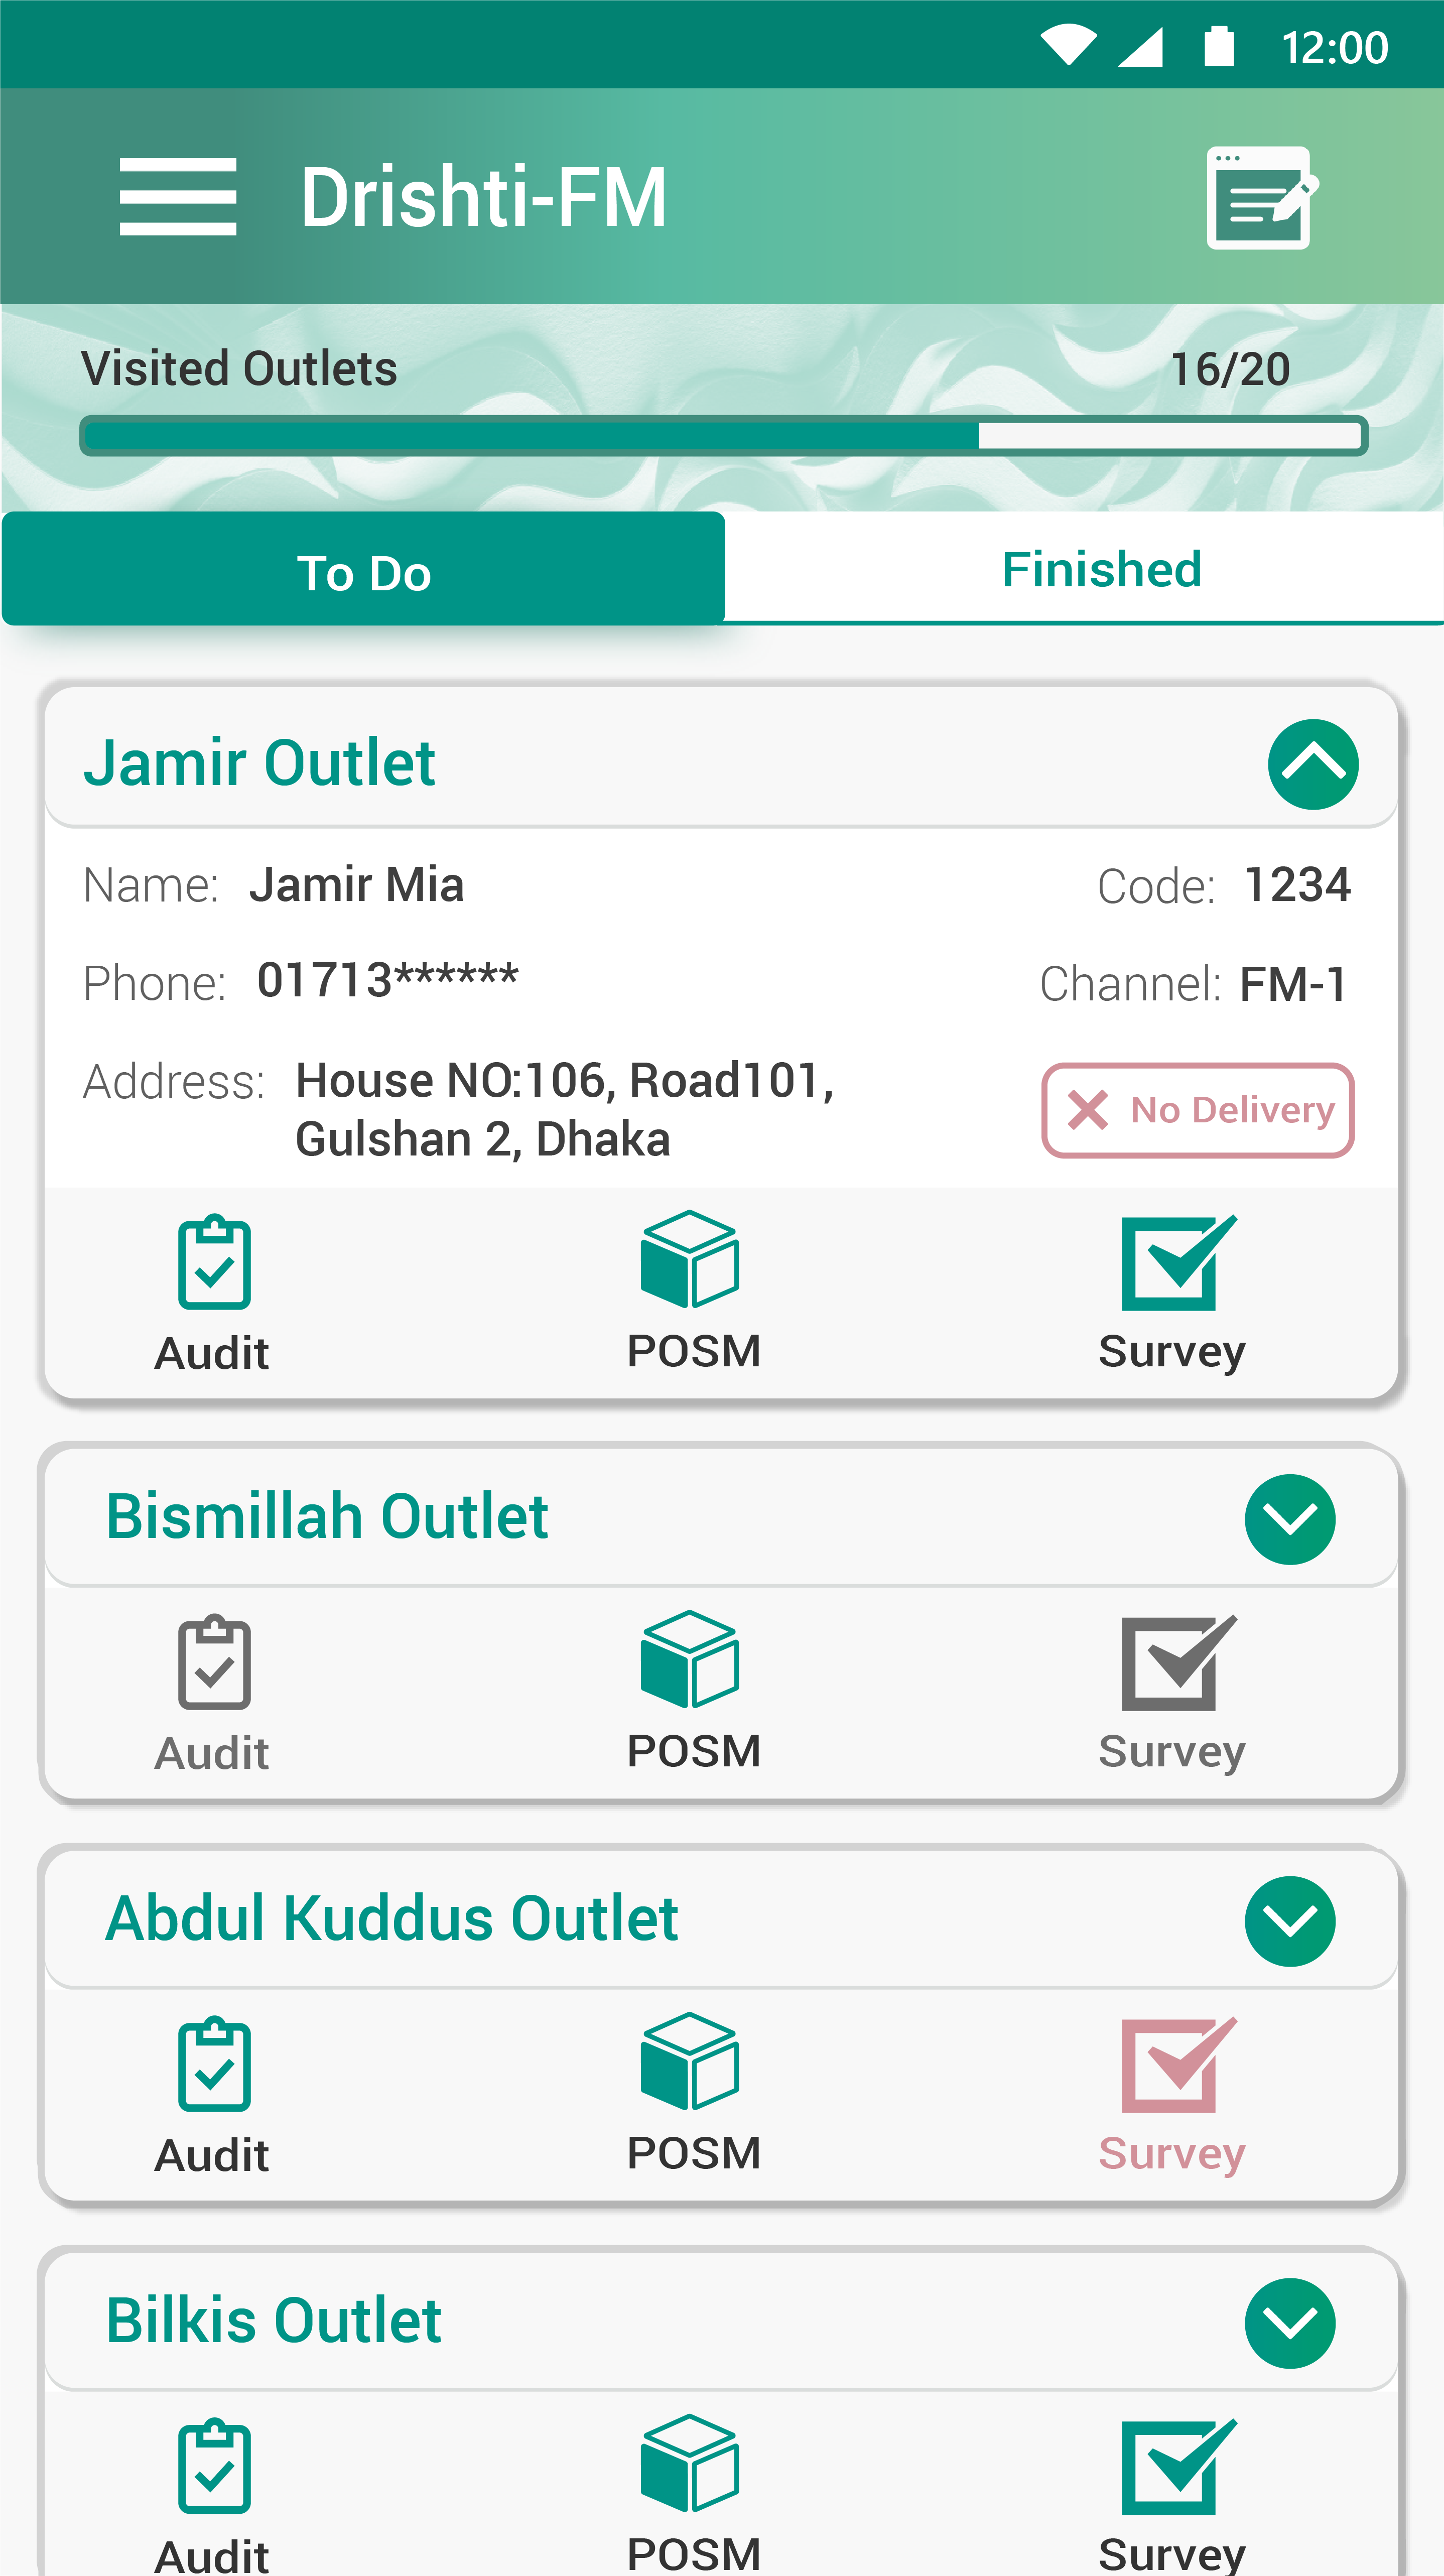 12:00
Drishti-FM
Visited Outlets 16/20
To Do Finished
Jamir Outlet
Name: Jamir Mia Code: 1234
Phone: 01713****** Channel: FM-1
Address: House NO:106, Road101,
Gulshan 2, Dhaka
No Delivery
Audit POSM Survey
Bismillah Outlet
Audit POSM Survey
Abdul Kuddus Outlet
Audit POSM Survey
Bilkis Outlet
Audit POSM Survey